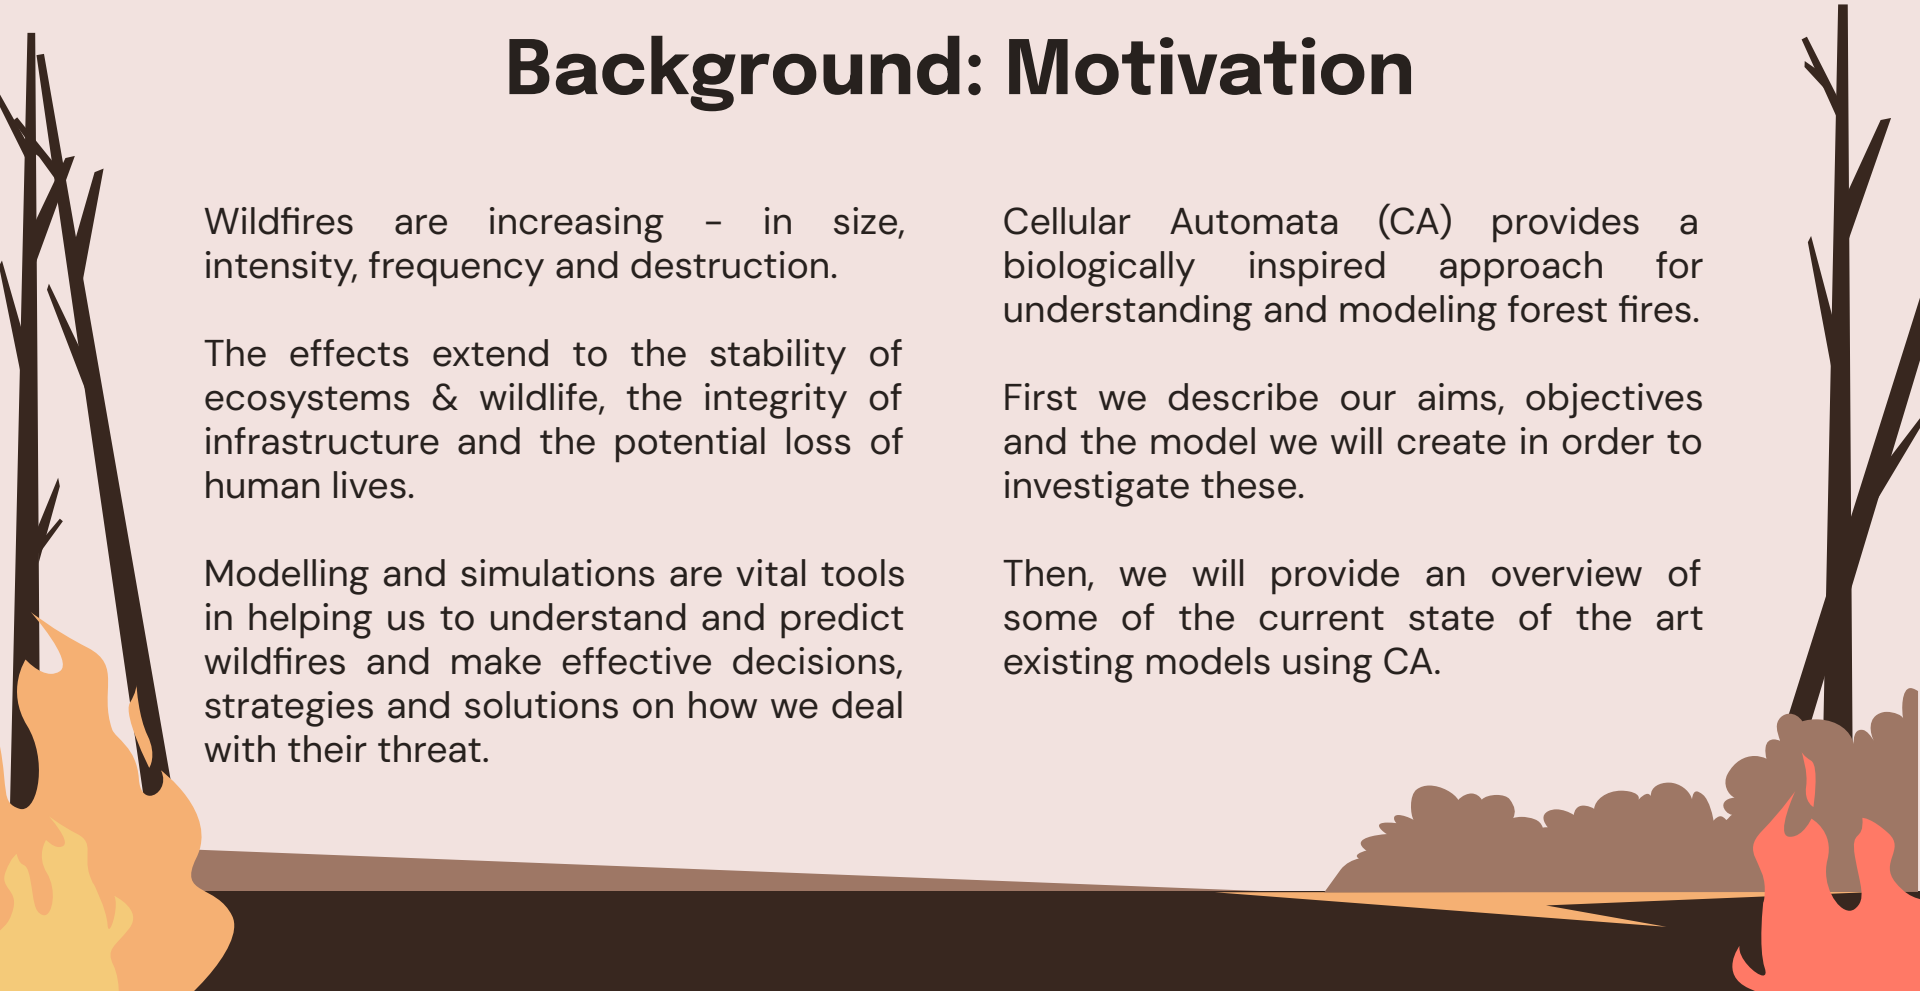 Background: Motivation
Wildfires are increasing - in size,
intensity, frequency and destruction.
The effects extend to the stability of
ecosystems & wildlife, the integrity of
infrastructure and the potential loss of
human lives.
Modelling and simulations are vital tools
in helping us to understand and predict
wildfires and make effective decisions,
strategies and solutions on how we deal
with their threat.
Cellular Automata (CA) provides a
biologically inspired approach for
understanding and modeling forest fires.
First we describe our aims, objectives
and the model we will create in order to
investigate these.
Then, we will provide an overview of
some of the current state of the art
existing models using CA.